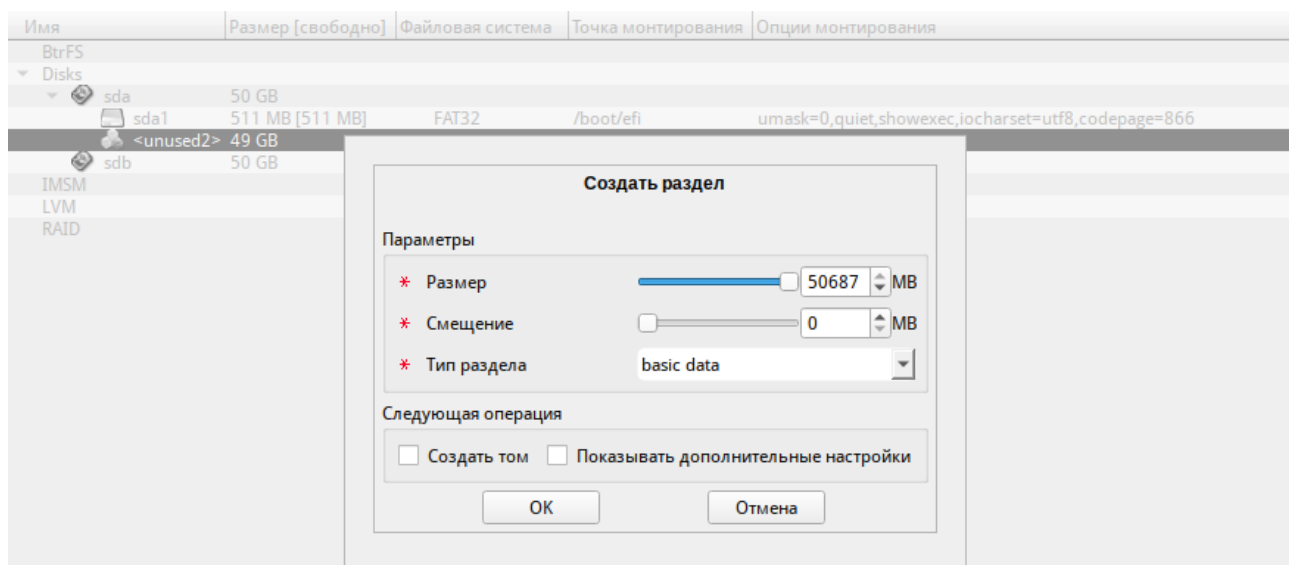 Имя Размер [свободно] Файловая система Точка монтирования Опции монтирования
BtrFS
Disks
sda 50 GB
sda1 511 MB [511 MB] FAT32 /boot/efi umask=0,quiet,showexec,iocharset=utf8,codepage=866
<unused2> 49 GB
sdb 50 GB
IMSM
LVM
RAID
Создать раздел
Параметры
* Размер 50687 MB
* Смещение 0 MB
* Тип раздела basic data
Следующая операция
Создать том Показывать дополнительные настройки
OK Отмена